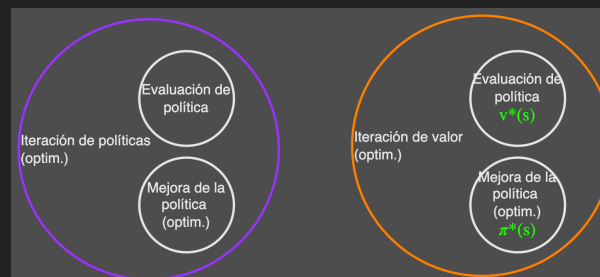 Evaluación de
política
Iteración de políticas
(optim.)
Mejora de la
política
(optim.)
Evaluación de
política
v*(s)
Iteración de valor
(optim.)
Mejora de la
política
(optim.)
π*(s)